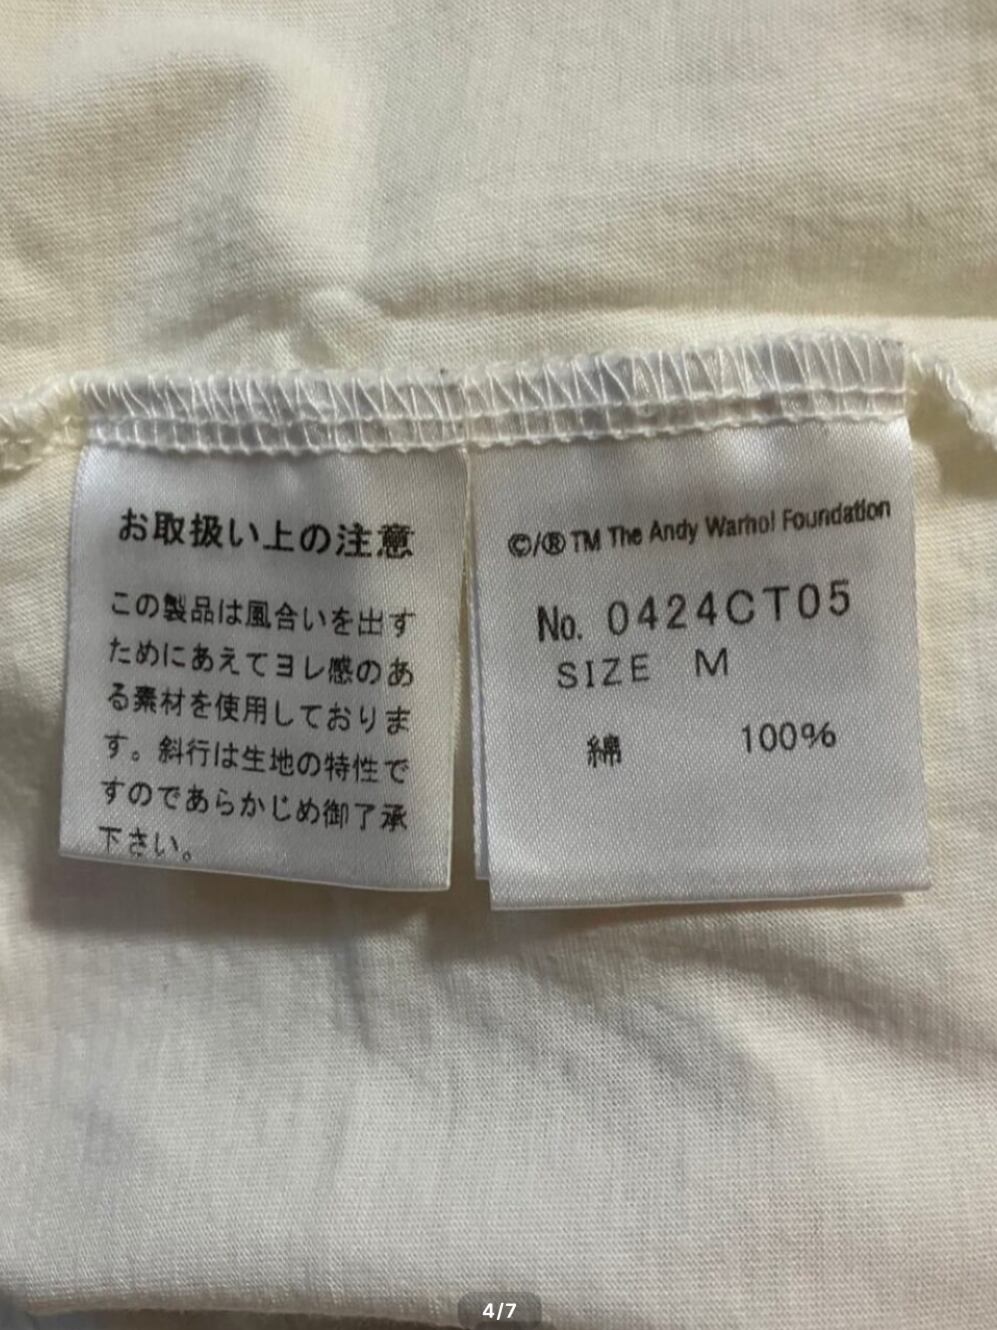 お取扱い上の注意
この製品は風合いを出す
ためにあえてヨレ感のあ
る素材を使用しておりま
す。斜行は生地の特性で
すのであらかじめ御了承
下さい。
©/® TM The Andy Warhol Foundation
No. 0424CT05
SIZE M
綿 100%
4/7